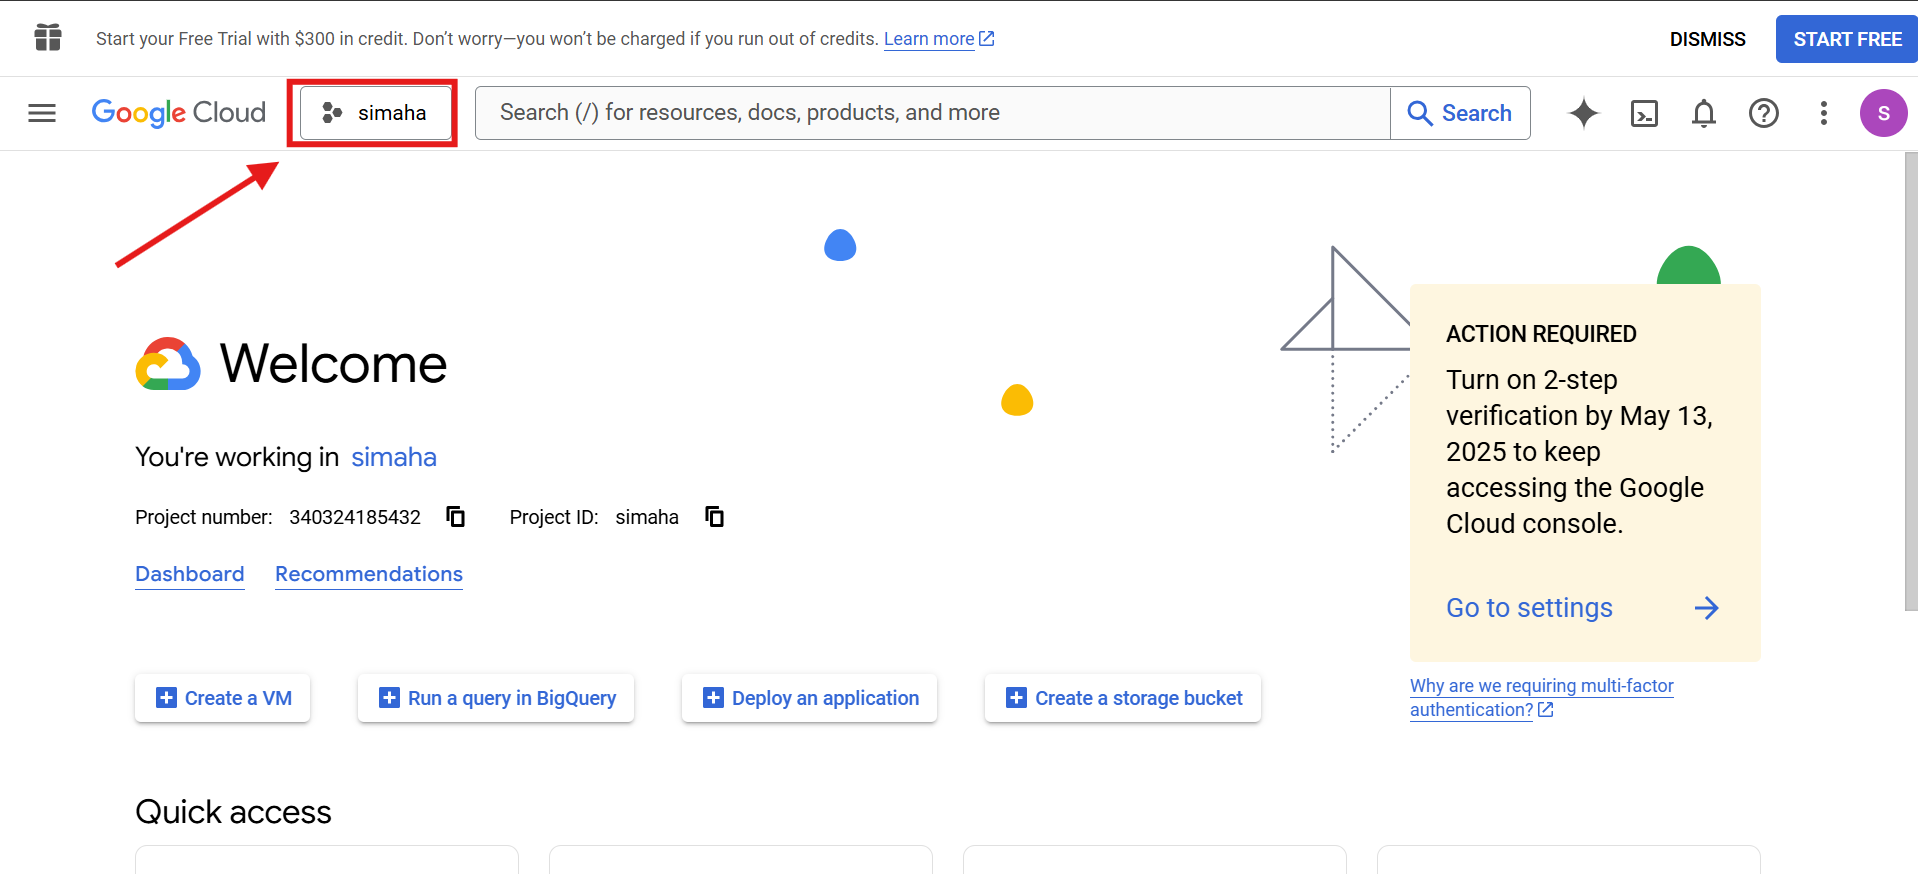 Start your Free Trial with $300 in credit. Don’t worry—you won’t be charged if you run out of credits. Learn more
DISMISS
START FREE
Google Cloud
simaha
Search (/) for resources, docs, products, and more
Search
S
Welcome
You're working in simaha
Project number: 340324185432
Project ID: simaha
Dashboard
Recommendations
ACTION REQUIRED
Turn on 2-step
verification by May 13,
2025 to keep
accessing the Google
Cloud console.
Go to settings
Why are we requiring multi-factor
authentication?
Create a VM
Run a query in BigQuery
Deploy an application
Create a storage bucket
Quick access